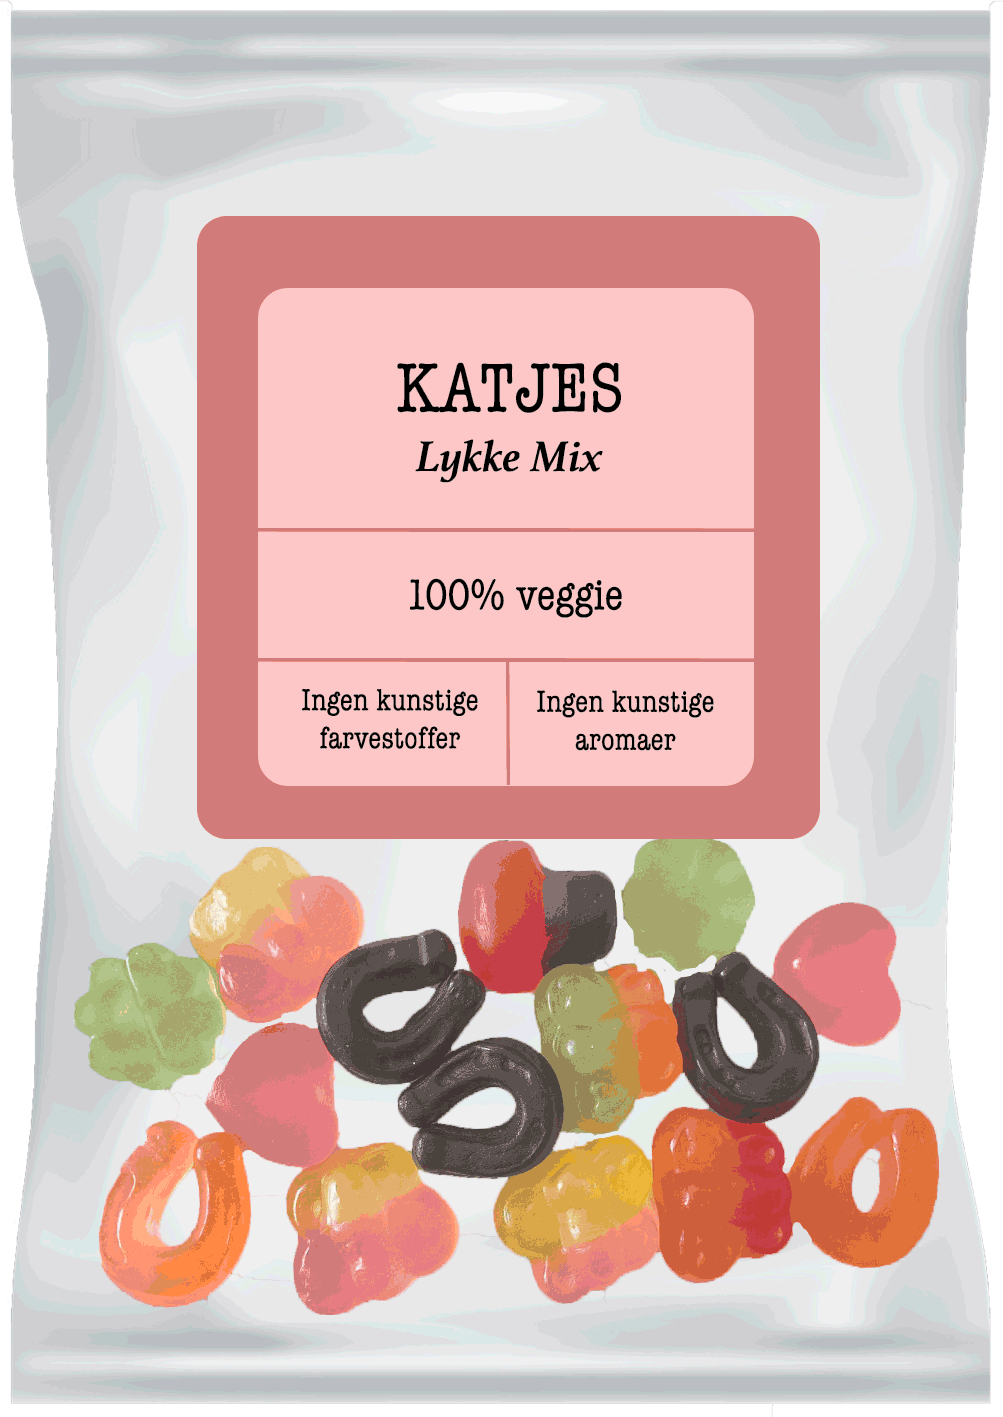 KATJES
Lykke Mix
100% veggie
Ingen kunstige
farvestoffer
Ingen kunstige
aromaer